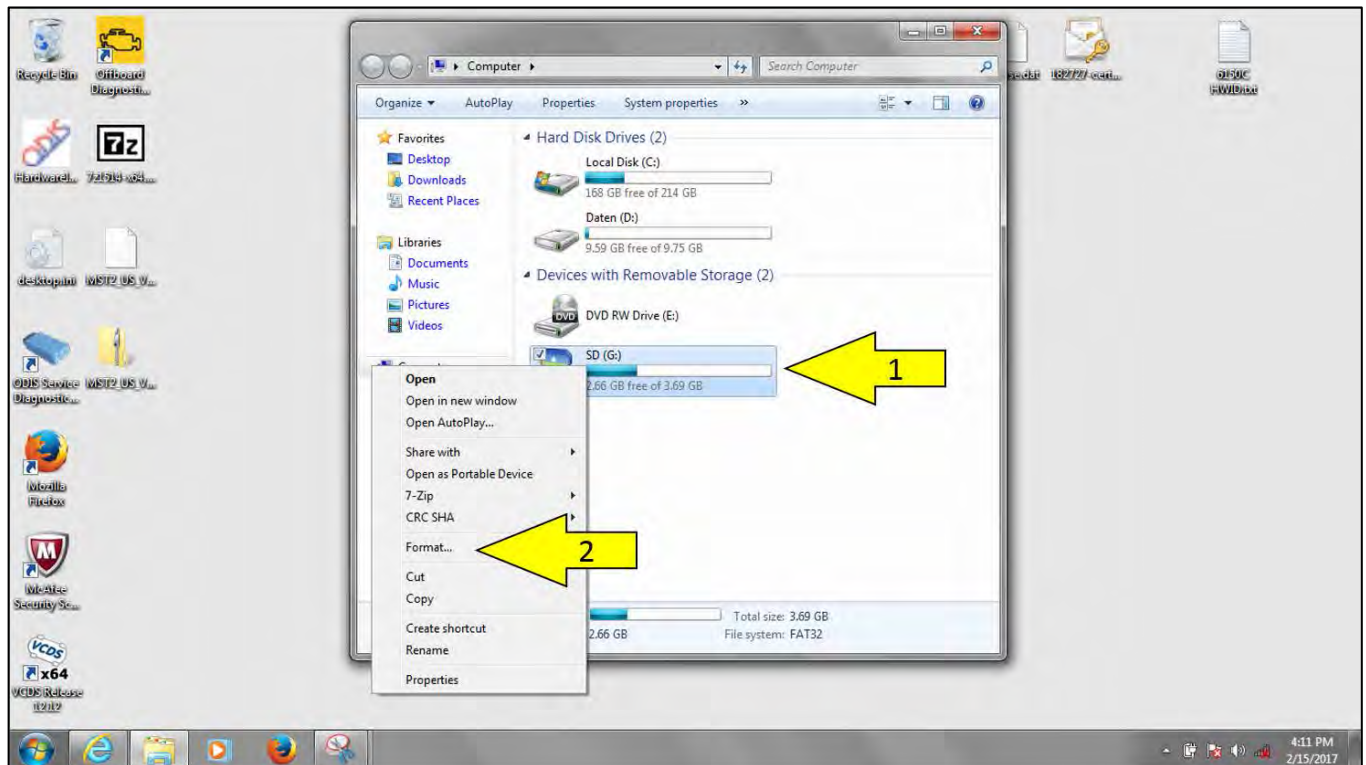 Recycle Bin
Offboard
Diagnosti...
7z
desktop.ini
MST2_US_V...
ODIS Service
Diagnostic...
MST2_US_V...
Mozilla
Firefox
McAfee
Security Sc...
VCDS
x64
VCDS Release
Computer
Search Computer
Organize
AutoPlay
Properties
System properties
»
Favorites
Desktop
Downloads
Recent Places
Libraries
Documents
Music
Pictures
Videos
Hard Disk Drives (2)
Local Disk (C:)
168 GB free of 214 GB
Daten (D:)
9.59 GB free of 9.75 GB
Devices with Removable Storage (2)
DVD
DVD RW Drive (E:)
SD (G:)
2.66 GB free of 3.69 GB
1
Open
Open in new window
Open AutoPlay...
Share with
Open as Portable Device
7-Zip
CRC SHA
Format...
2
Cut
Copy
Create shortcut
Rename
Properties
Total size: 3.69 GB
2.66 GB
File system: FAT32
4:11 PM
2/15/2017